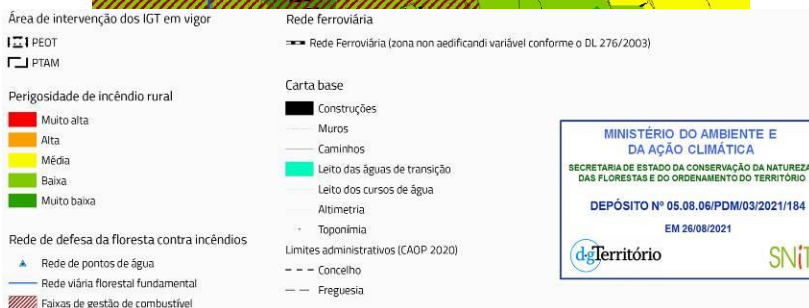 Área de intervenção dos IGT em vigor
PEOT
PTAM
Perigosidade de incêndio rural
Muito alta
Alta
Média
Baixa
Muito baixa
Rede de defesa da floresta contra incêndios
Rede de pontos de água
Rede viária florestal fundamental
Faixas de gestão de combustível
Rede ferroviária
Rede Ferroviária (zona non aedificandi variável conforme o DL 276/2003)
Carta base
Construções
Muros
Caminhos
Leito das águas de transição
Leito dos cursos de água
Altimetria
Toponímia
Limites administrativos (CAOP 2020)
Concelho
Freguesia
MINISTÉRIO DO AMBIENTE E
DA AÇÃO CLIMÁTICA
SECRETARIA DE ESTADO DA CONSERVAÇÃO DA NATUREZA
DAS FLORESTAS E DO ORDENAMENTO DO TERRITÓRIO
DEPÓSITO Nº 05.08.06/PDM/03/2021/184
EM 26/08/2021
dgTerritório
SNiT